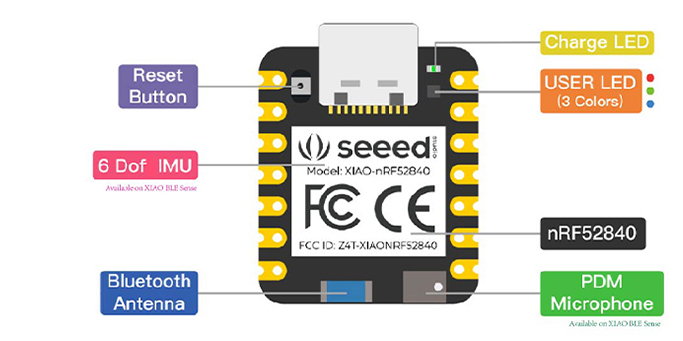 Charge LED
Reset
Button
USER LED
(3 Colors)
seeed
studio
6 Dof IMU
Available on XIAO BLE Sense
Model: XIAO-nRF52840
FC CE
nRF52840
FCC ID: Z4T-XIAONRF52840
Bluetooth
Antenna
PDM
Microphone
Available on XIAO BLE Sense